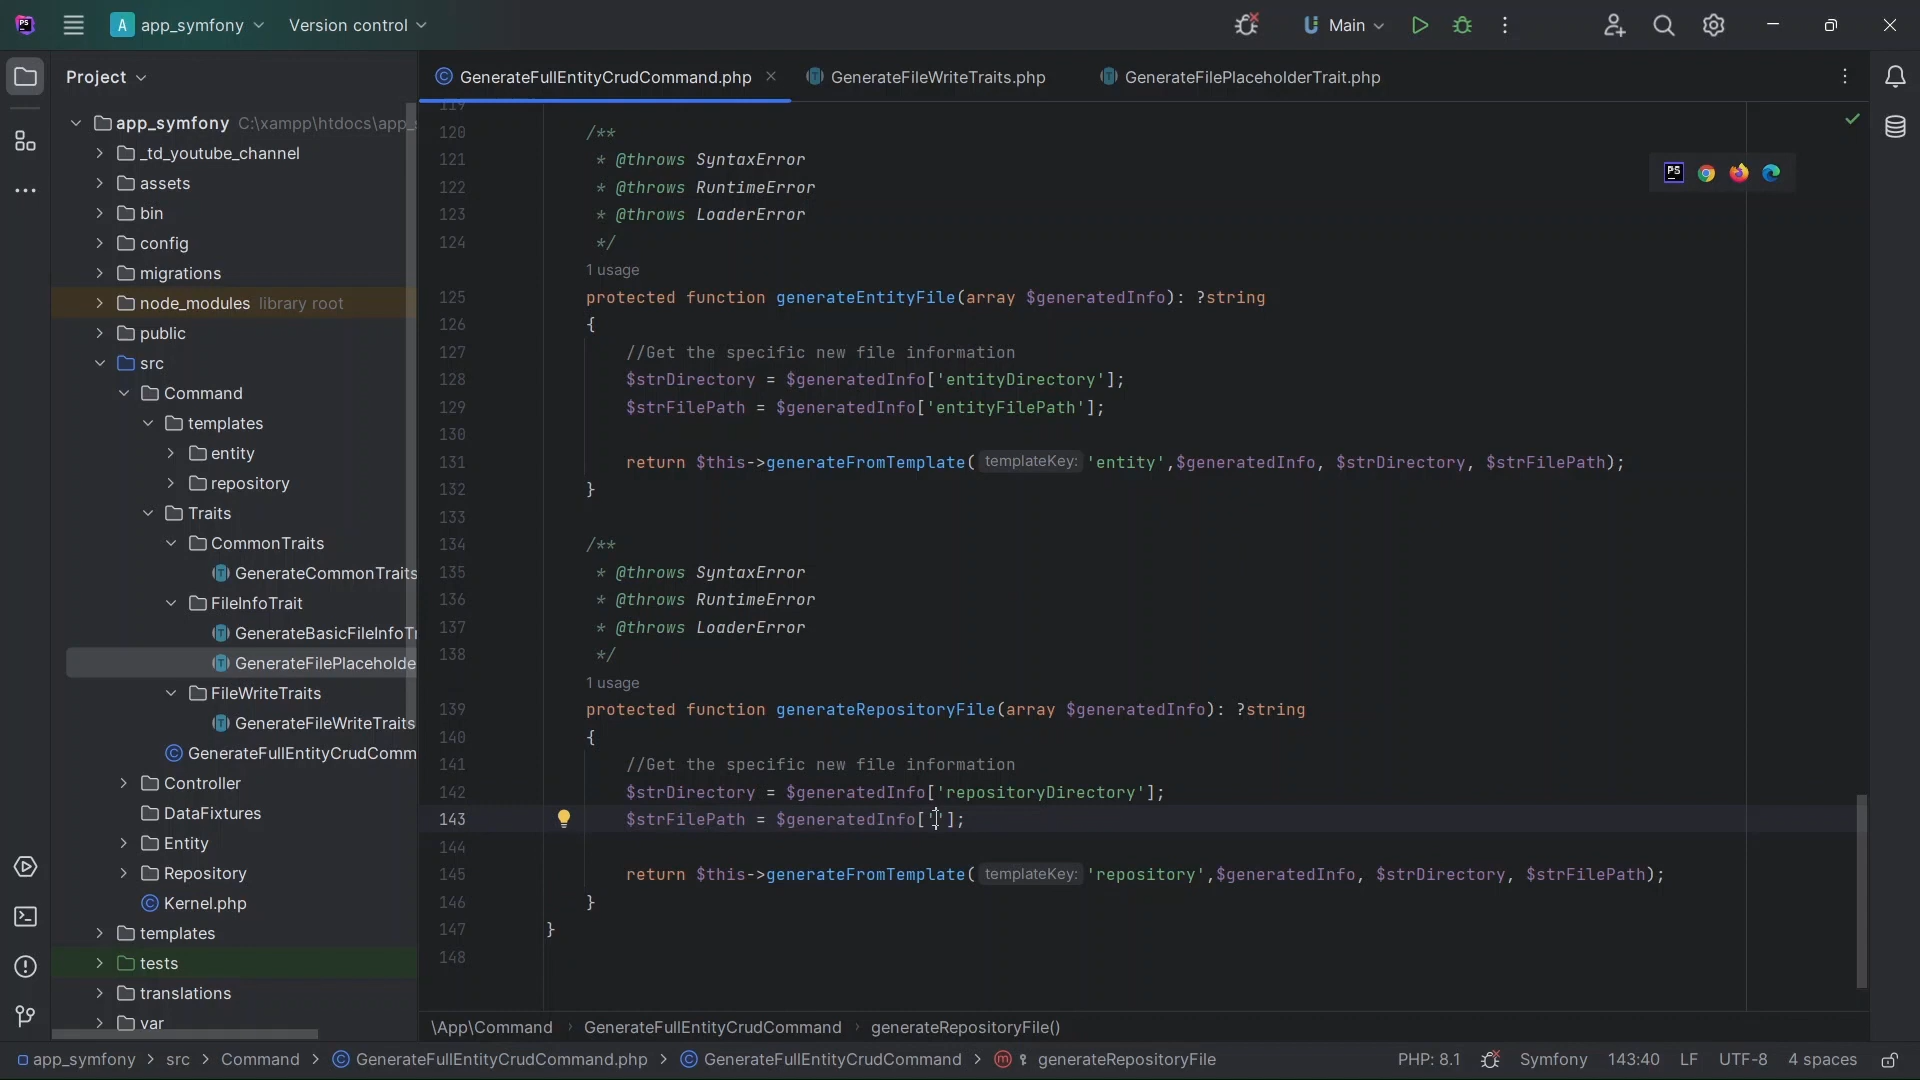 app_symfony
Version control
Main
Project
GenerateFullEntityCrudCommand.php
GenerateFileWriteTraits.php
GenerateFilePlaceholderTrait.php
app_symfony C:\xampp\htdocs\app_
_td_youtube_channel
assets
bin
config
migrations
node_modules library root
public
src
Command
templates
entity
repository
Traits
CommonTraits
GenerateCommonTraits
FileInfoTrait
GenerateBasicFileInfoT
GenerateFilePlaceholde
FileWriteTraits
GenerateFileWriteTraits
GenerateFullEntityCrudComm
Controller
DataFixtures
Entity
Repository
Kernel.php
templates
tests
translations
var
119
120 /**
121 * @throws SyntaxError
122 * @throws RuntimeError
123 * @throws LoaderError
124 */
1 usage
125 protected function generateEntityFile(array $generatedInfo): ?string
126 {
127 //Get the specific new file information
128 $strDirectory = $generatedInfo['entityDirectory'];
129 $strFilePath = $generatedInfo['entityFilePath'];
130
131 return $this->generateFromTemplate( templateKey: 'entity',$generatedInfo, $strDirectory, $strFilePath);
132 }
133
134 /**
135 * @throws SyntaxError
136 * @throws RuntimeError
137 * @throws LoaderError
138 */
1 usage
139 protected function generateRepositoryFile(array $generatedInfo): ?string
140 {
141 //Get the specific new file information
142 $strDirectory = $generatedInfo['repositoryDirectory'];
143 $strFilePath = $generatedInfo[''];
144
145 return $this->generateFromTemplate( templateKey: 'repository',$generatedInfo, $strDirectory, $strFilePath);
146 }
147 }
148
\App\Command › GenerateFullEntityCrudCommand › generateRepositoryFile()
app_symfony > src > Command > GenerateFullEntityCrudCommand.php > GenerateFullEntityCrudCommand > generateRepositoryFile
PHP: 8.1 Symfony 143:40 LF UTF-8 4 spaces